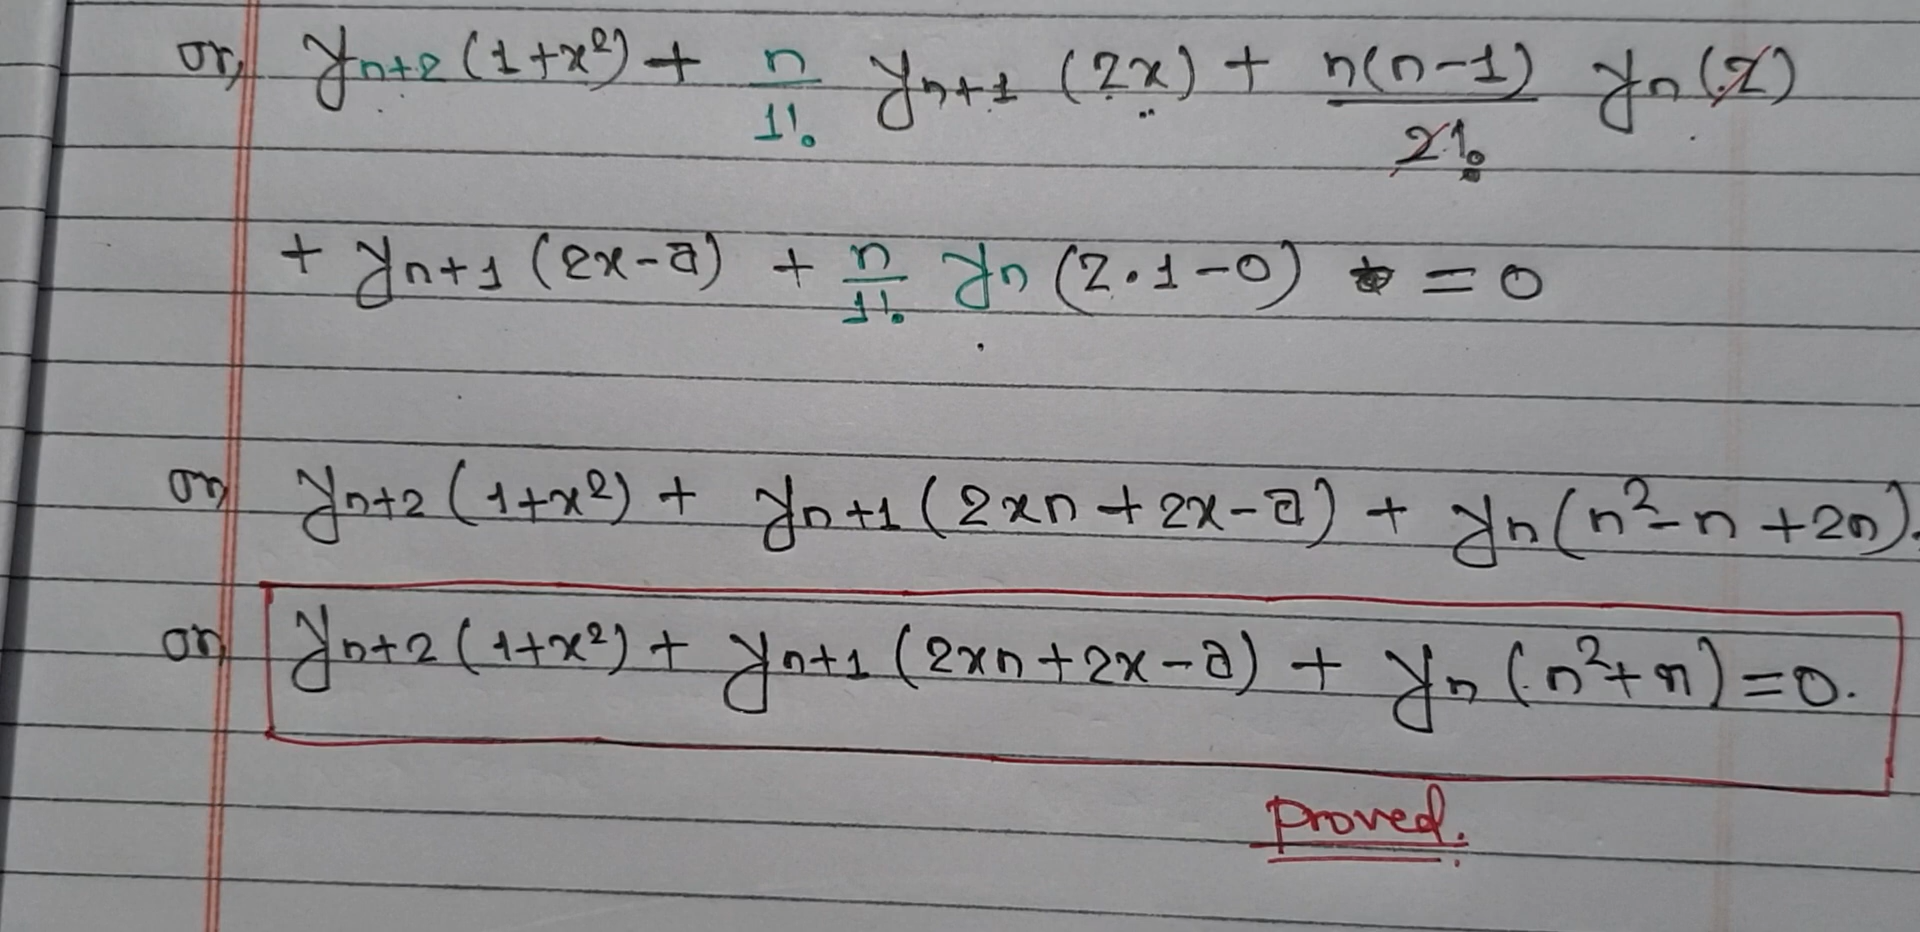 or, yn+2 (1+x²) + n/1! yn+1 (2x) + n(n-1)/2! yn (2)
+ yn+1 (2x-a) + n/1! yn (2·1-0) = 0
or, yn+2 (1+x²) + yn+1 (2xn+2x-a) + yn (n²-n+2n)
or, yn+2 (1+x²) + yn+1 (2xn+2x-a) + yn (n²+n) = 0.
Proved.